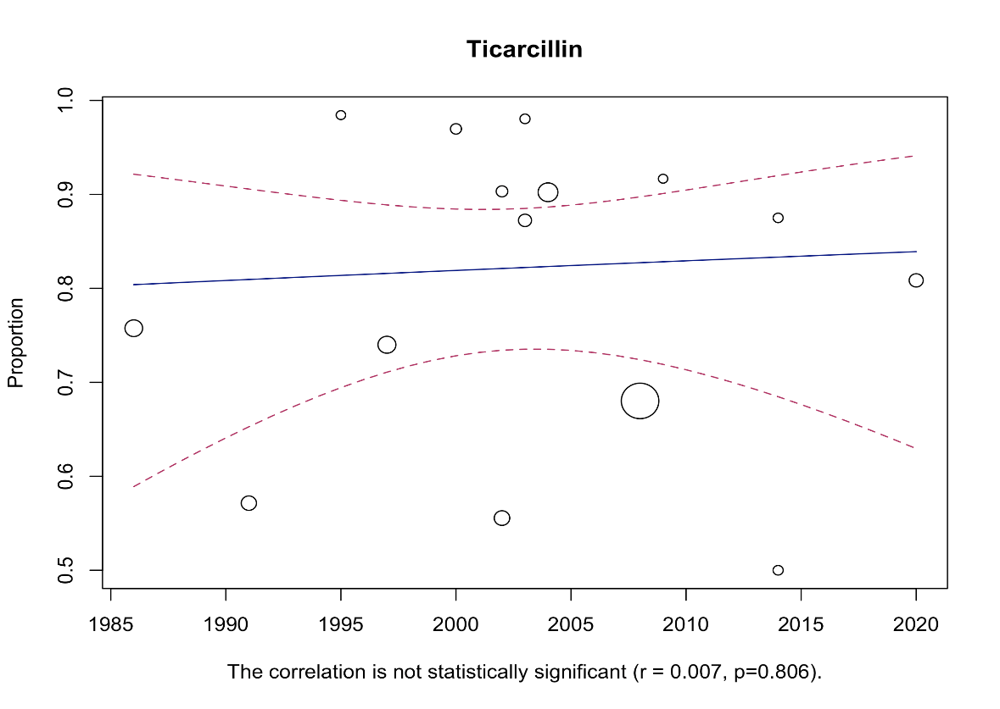 Ticarcillin
Proportion
1.0
0.9
0.8
0.7
0.6
0.5
1985 1990 1995 2000 2005 2010 2015 2020
The correlation is not statistically significant (r = 0.007, p=0.806).